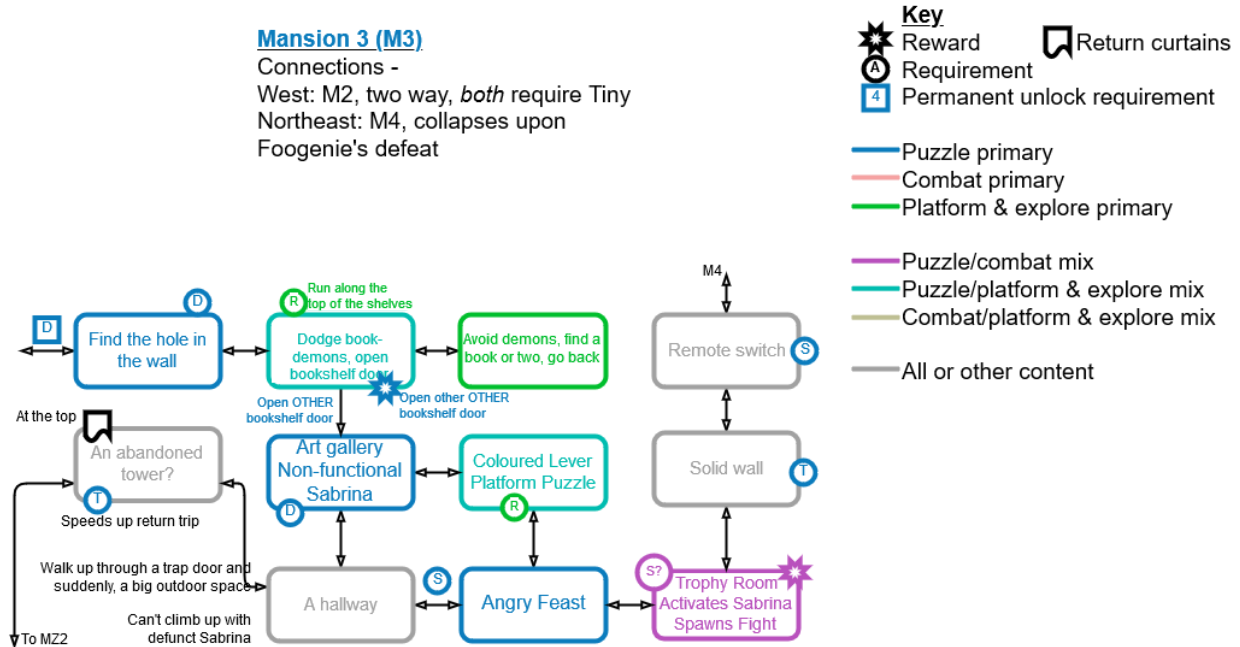 Mansion 3 (M3)
Connections -
West: M2, two way, both require Tiny
Northeast: M4, collapses upon
Foogenie's defeat
Key
Reward
Return curtains
A
Requirement
4
Permanent unlock requirement
Puzzle primary
Combat primary
Platform & explore primary
Puzzle/combat mix
Puzzle/platform & explore mix
Combat/platform & explore mix
All or other content
D
D
Find the hole in
the wall
R
Run along the
top of the shelves
Dodge book-
demons, open
bookshelf door
Avoid demons, find a
book or two, go back
M4
Remote switch
S
Open OTHER
bookshelf door
Open other OTHER
bookshelf door
At the top
An abandoned
tower?
T
Speeds up return trip
Art gallery
Non-functional
Sabrina
D
Coloured Lever
Platform Puzzle
R
Solid wall
T
Walk up through a trap door and
suddenly, a big outdoor space
Can't climb up with
defunct Sabrina
To MZ2
A hallway
S
Angry Feast
S?
Trophy Room
Activates Sabrina
Spawns Fight